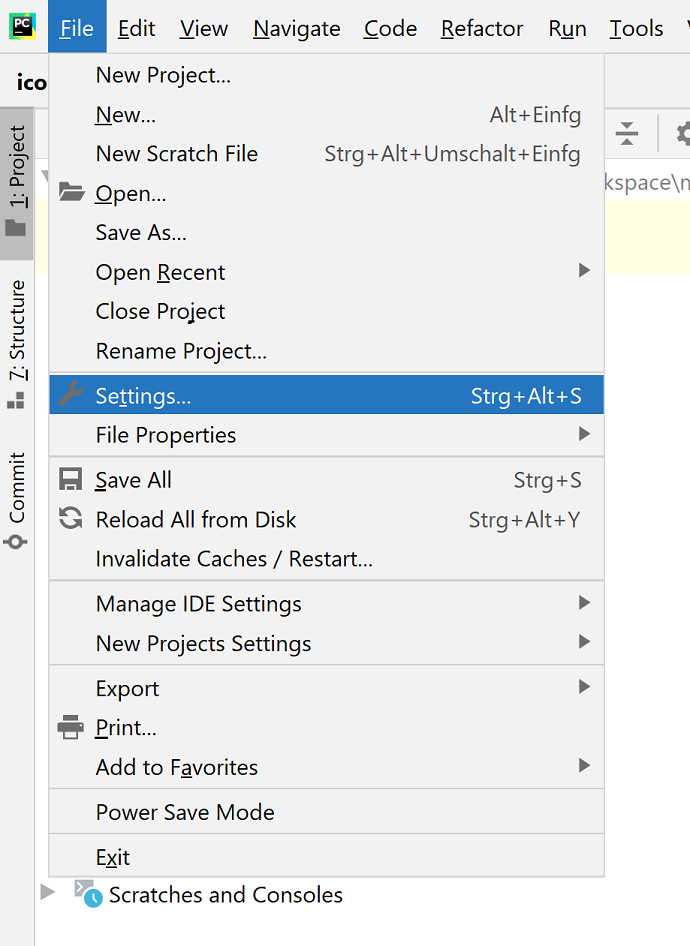 PC
File Edit View Navigate Code Refactor Run Tools
ico
New Project...
New... Alt+Einfg
New Scratch File Strg+Alt+Umschalt+Einfg
kspace\
Open...
Save As...
Open Recent
Close Project
Rename Project...
Settings... Strg+Alt+S
File Properties
Save All Strg+S
Reload All from Disk Strg+Alt+Y
Invalidate Caches / Restart...
Manage IDE Settings
New Projects Settings
Export
Print...
Add to Favorites
Power Save Mode
Exit
Scratches and Consoles
1: Project
7: Structure
Commit